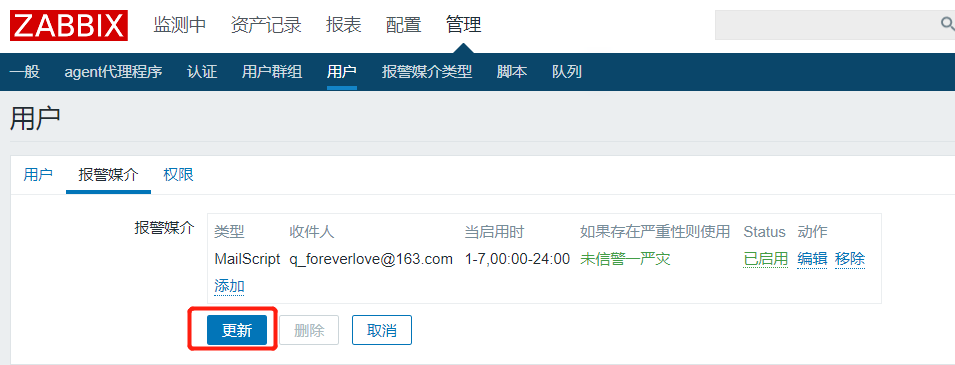 ZABBIX 监测中 资产记录 报表 配置 管理
一般 agent代理程序 认证 用户群组 用户 报警媒介类型 脚本 队列
用户
用户 报警媒介 权限
报警媒介 类型 收件人 当启用时 如果存在严重性则使用 Status 动作
MailScript q_foreverlove@163.com 1-7,00:00-24:00 未信警一严灾 已启用 编辑 移除
添加
更新 删除 取消